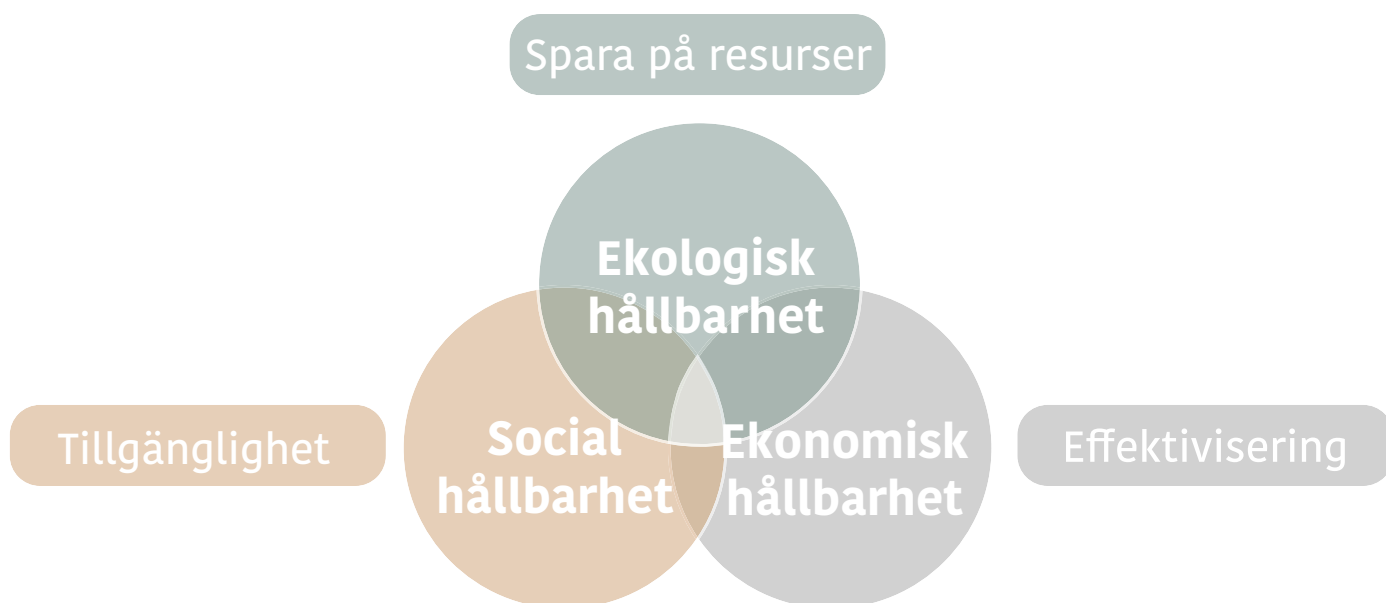 Spara på resurser
Ekologisk
hållbarhet
Tillgänglighet
Social
hållbarhet
Ekonomisk
hållbarhet
Effektivisering